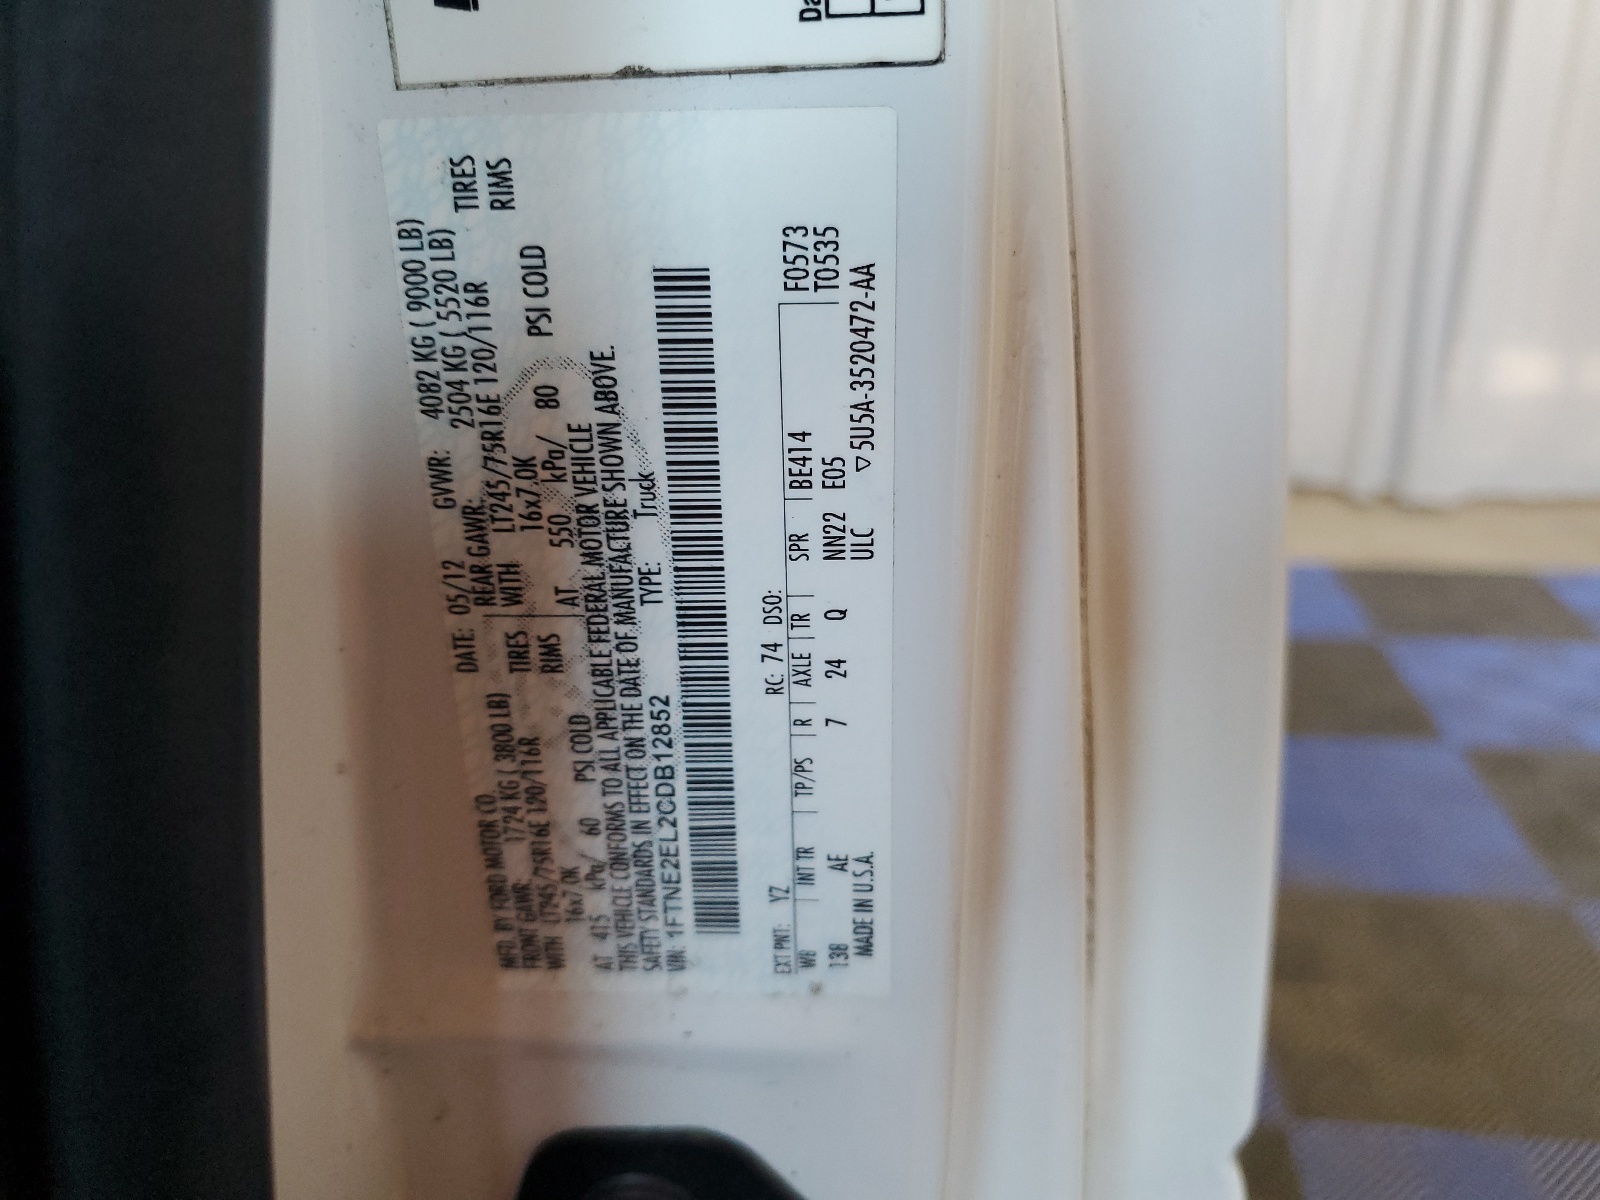 Da
MFD. BY FORD MOTOR CO. DATE: 05/12 GVWR: 4082 KG ( 9000 LB)
FRONT GAWR: 1724 KG ( 3800 LB) REAR GAWR: 2504 KG ( 5520 LB)
WITH LT245/75R16E 120/116R TIRES WITH LT245/75R16E 120/116R TIRES
16x7.0K RIMS 16x7.0K RIMS
AT 415 kPa/ 60 PSI COLD AT 550 kPa/ 80 PSI COLD
THIS VEHICLE CONFORMS TO ALL APPLICABLE FEDERAL MOTOR VEHICLE
SAFETY STANDARDS IN EFFECT ON THE DATE OF MANUFACTURE SHOWN ABOVE.
VIN: 1FTNE2EL2CDB12852 TYPE: Truck
EXT PNT: YZ RC: 74 DSO: F0573
WB INT TR TP/PS R AXLE TR SPR BE414 T0535
138 AE 7 24 Q NN22 E05
MADE IN U.S.A. ULC ▽5U5A-3520472-AA